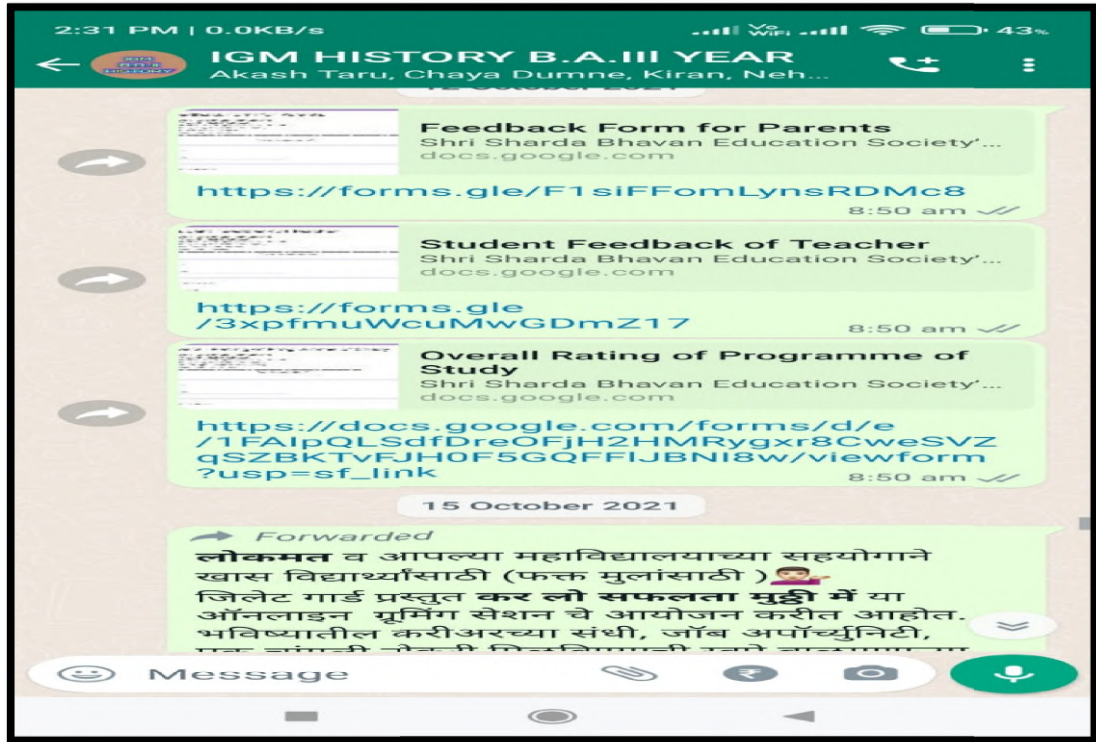 2:31 PM | 0.0KB/s
Vo WiFi 43%
IGM HISTORY B.A.III YEAR
Akash Taru, Chaya Dumne, Kiran, Neh...
12 October 2021
Feedback Form for Parents
Shri Sharda Bhavan Education Society'...
docs.google.com
https://forms.gle/F1siFFomLynsRDMc8
8:50 am
Student Feedback of Teacher
Shri Sharda Bhavan Education Society'...
docs.google.com
https://forms.gle
/3xpfmuWcuMwGDmZ17
8:50 am
Overall Rating of Programme of
Study
Shri Sharda Bhavan Education Society'...
docs.google.com
https://docs.google.com/forms/d/e
/1FAIpQLSdfDreOFjH2HMRygxr8CweSVZ
qSZBKTvFJH0F5GQFFIJBNI8w/viewform
?usp=sf_link
8:50 am
15 October 2021
Forwarded
लोकमत व आपल्या महाविद्यालयाच्या सहयोगाने
खास विद्यार्थ्यांसाठी (फक्त मुलांसाठी )
जिलेट गार्ड प्रस्तुत कर लो सफलता मुठ्ठी में या
ऑनलाइन ग्रूमिंग सेशन चे आयोजन करीत आहोत.
भविष्यातील करीअरच्या संधी, जॉब अपॉर्च्युनिटी,
Message